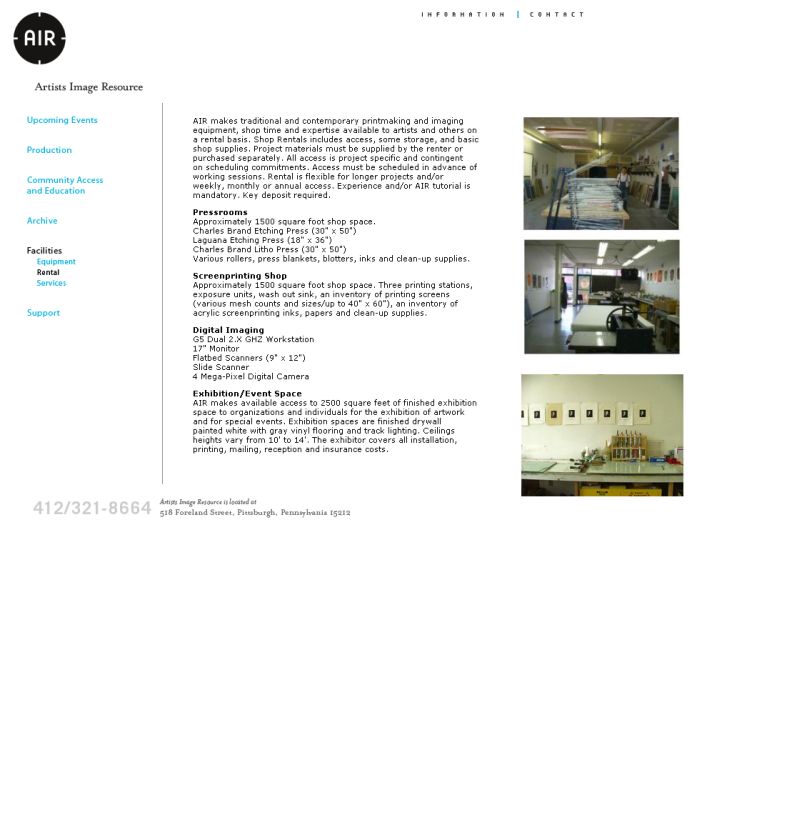 INFORMATION | CONTACT
AIR
Artists Image Resource
Upcoming Events
Production
Community Access
and Education
Archive
Facilities
Equipment
Rental
Services
Support
AIR makes traditional and contemporary printmaking and imaging
equipment, shop time and expertise available to artists and others on
a rental basis. Shop Rentals includes access, some storage, and basic
shop supplies. Project materials must be supplied by the renter or
purchased separately. All access is project specific and contingent
on scheduling commitments. Access must be scheduled in advance of
working sessions. Rental is flexible for longer projects and/or
weekly, monthly or annual access. Experience and/or AIR tutorial is
mandatory. Key deposit required.
Pressrooms
Approximately 1500 square foot shop space.
Charles Brand Etching Press (30" x 50")
Laguana Etching Press (18" x 36")
Charles Brand Litho Press (30" x 50")
Various rollers, press blankets, blotters, inks and clean-up supplies.
Screenprinting Shop
Approximately 1500 square foot shop space. Three printing stations,
exposure units, wash out sink, an inventory of printing screens
(various mesh counts and sizes/up to 40" x 60"), an inventory of
acrylic screenprinting inks, papers and clean-up supplies.
Digital Imaging
G5 Dual 2.X GHZ Workstation
17" Monitor
Flatbed Scanners (9" x 12")
Slide Scanner
4 Mega-Pixel Digital Camera
Exhibition/Event Space
AIR makes available access to 2500 square feet of finished exhibition
space to organizations and individuals for the exhibition of artwork
and for special events. Exhibition spaces are finished drywall
painted white with gray vinyl flooring and track lighting. Ceilings
heights vary from 10' to 14'. The exhibitor covers all installation,
printing, mailing, reception and insurance costs.
412/321-8664
Artists Image Resource is located at
518 Foreland Street, Pittsburgh, Pennsylvania 15212